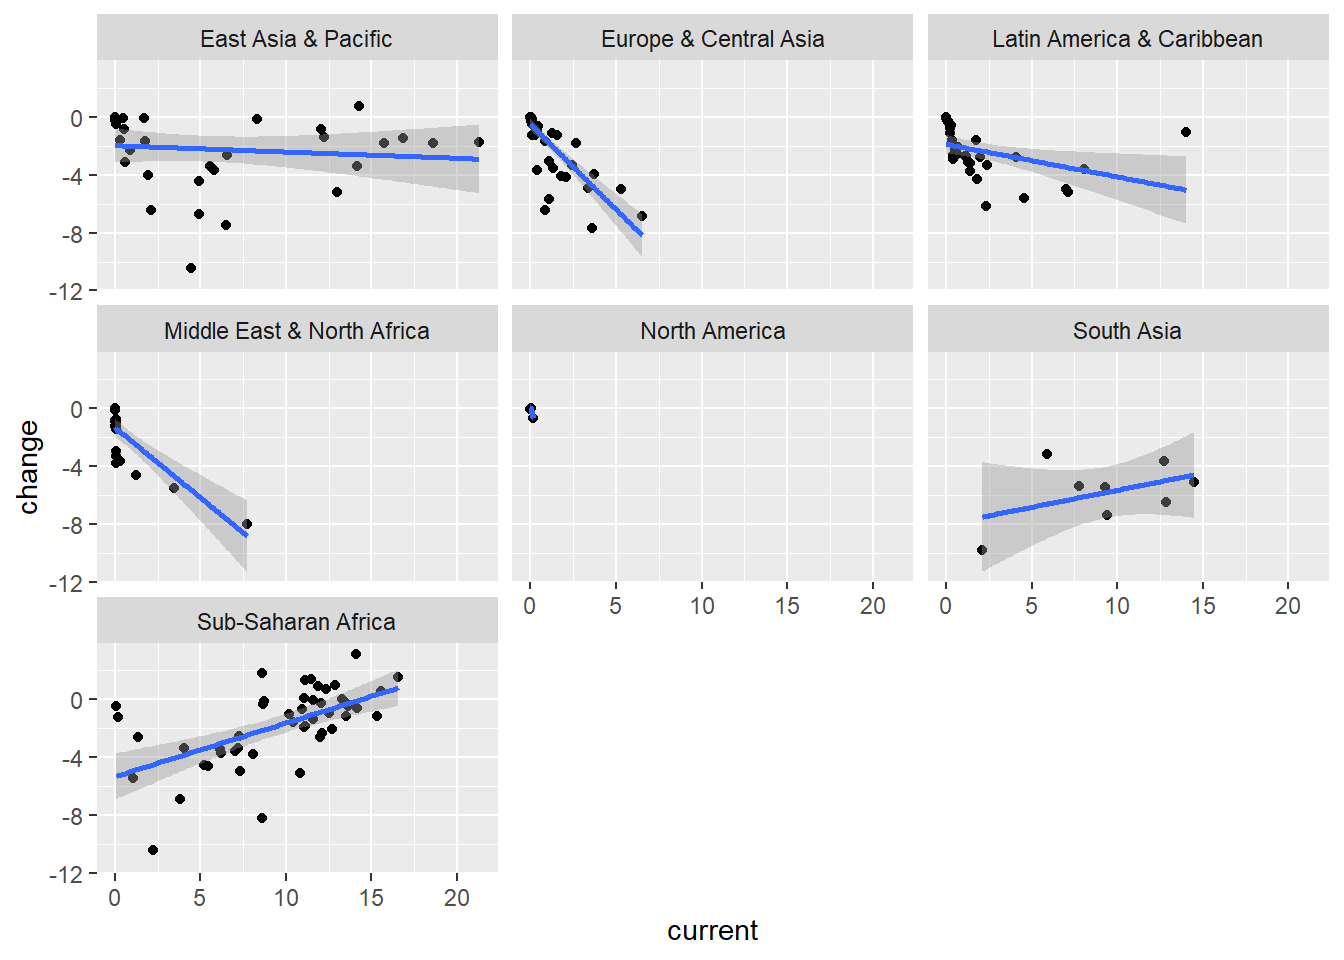 East Asia & Pacific
Europe & Central Asia
Latin America & Caribbean
0
-4
-8
-12
Middle East & North Africa
North America
South Asia
0
-4
-8
-12
0 5 10 15 20
0 5 10 15 20
Sub-Saharan Africa
0
-4
-8
-12
0 5 10 15 20
change
current